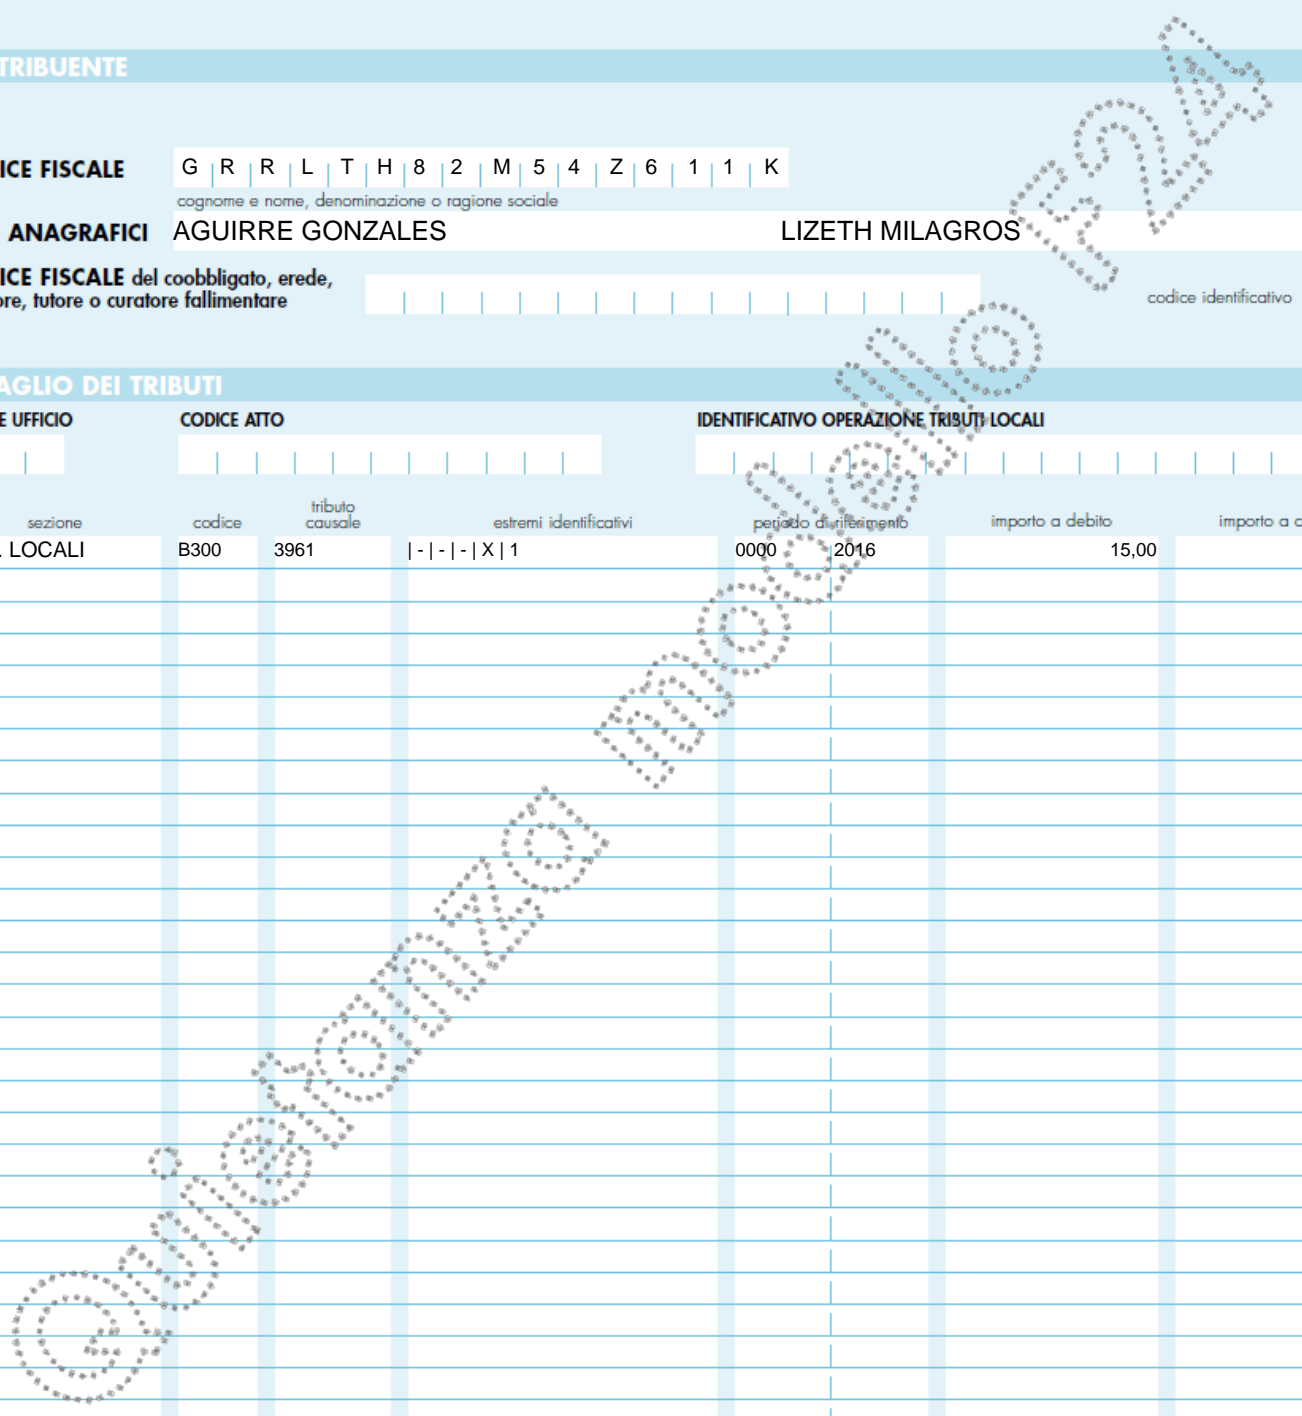 TRIBUENTE
ICE FISCALE G R R L T H 8 2 M 5 4 Z 6 1 1 K
cognome e nome, denominazione o ragione sociale
ANAGRAFICI AGUIRRE GONZALES LIZETH MILAGROS
ICE FISCALE del coobbligato, erede,
ore, tutore o curatore fallimentare codice identificativo
AGLIO DEI TRIBUTI
E UFFICIO CODICE ATTO IDENTIFICATIVO OPERAZIONE TRIBUTI LOCALI
sezione codice tributo causale estremi identificativi periodo di riferimento importo a debito importo a c
. LOCALI B300 3961 | - | - | - | X | 1 0000 2016 15,00
Quietanza modello F24